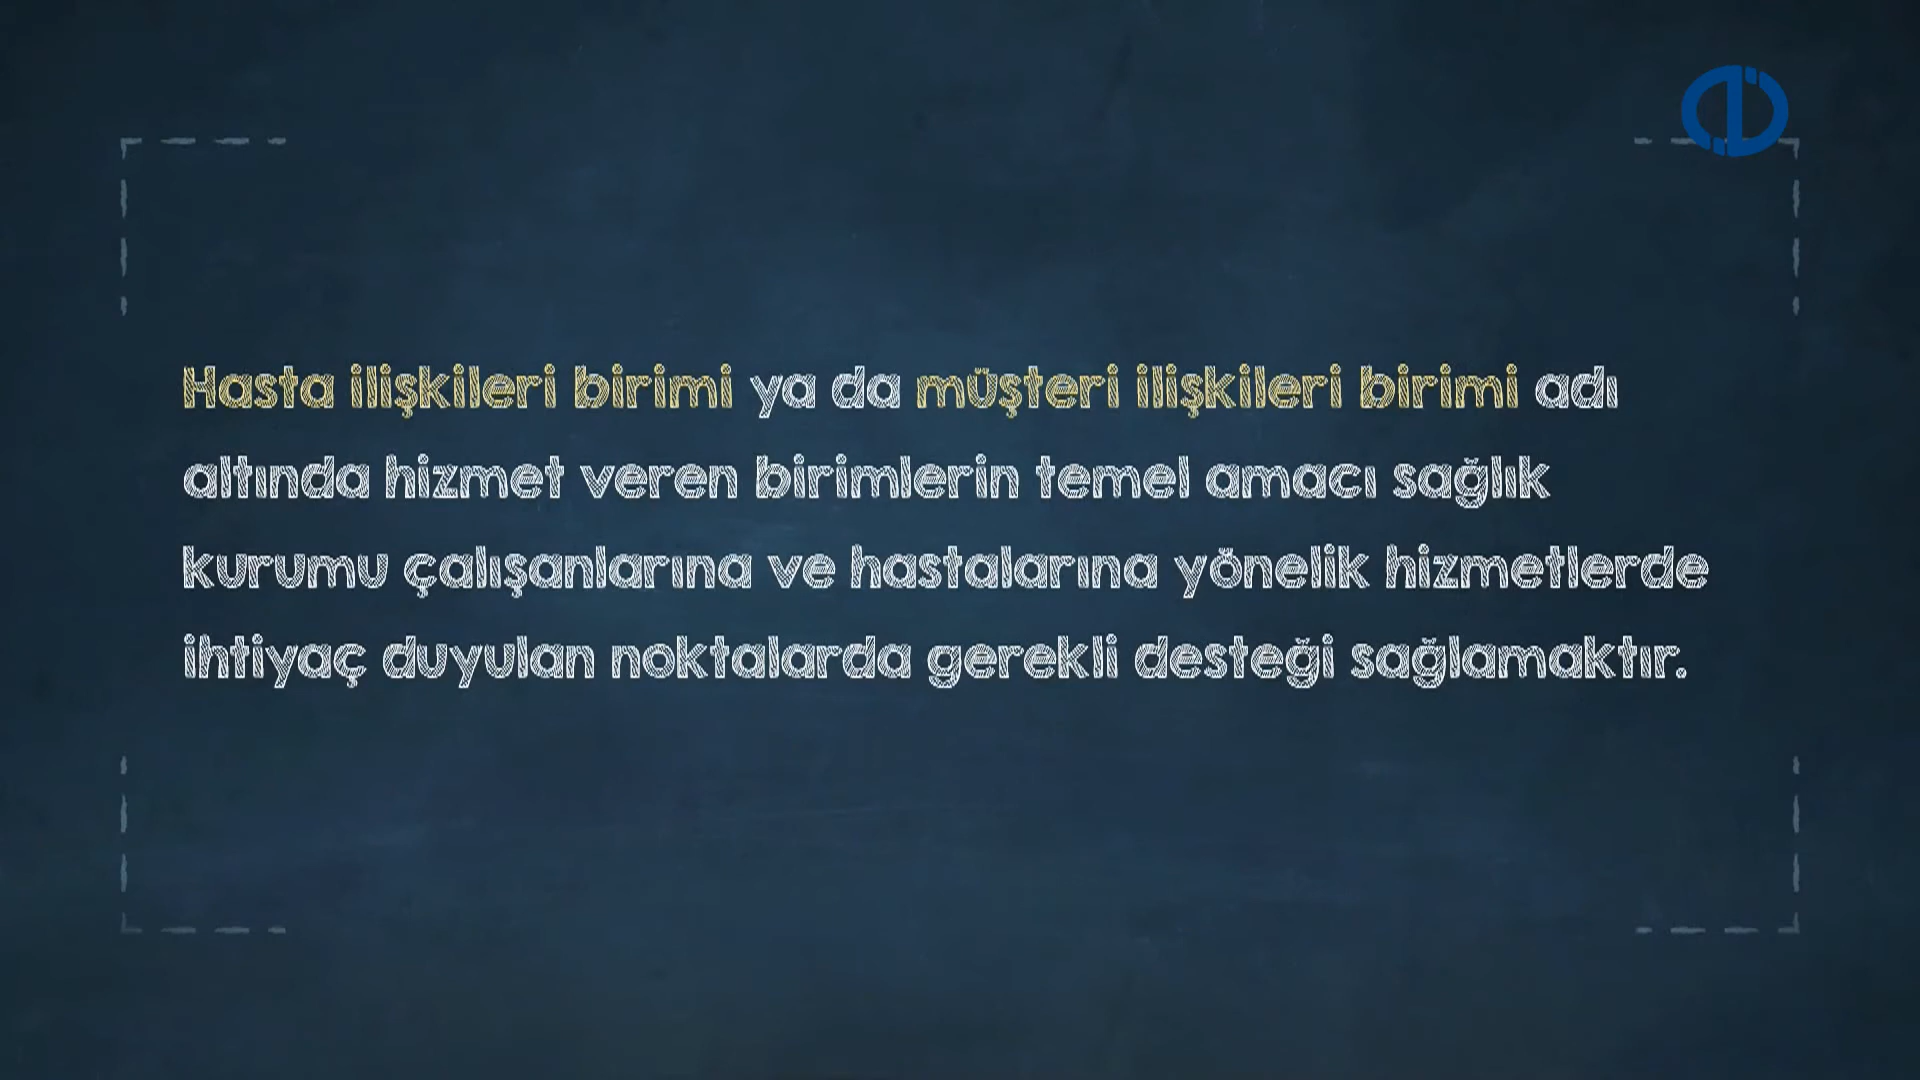 Hasta ilişkileri birimi ya da müşteri ilişkileri birimi adı
altında hizmet veren birimlerin temel amacı sağlık
kurumu çalışanlarına ve hastalarına yönelik hizmetlerde
ihtiyaç duyulan noktalarda gerekli desteği sağlamaktır.